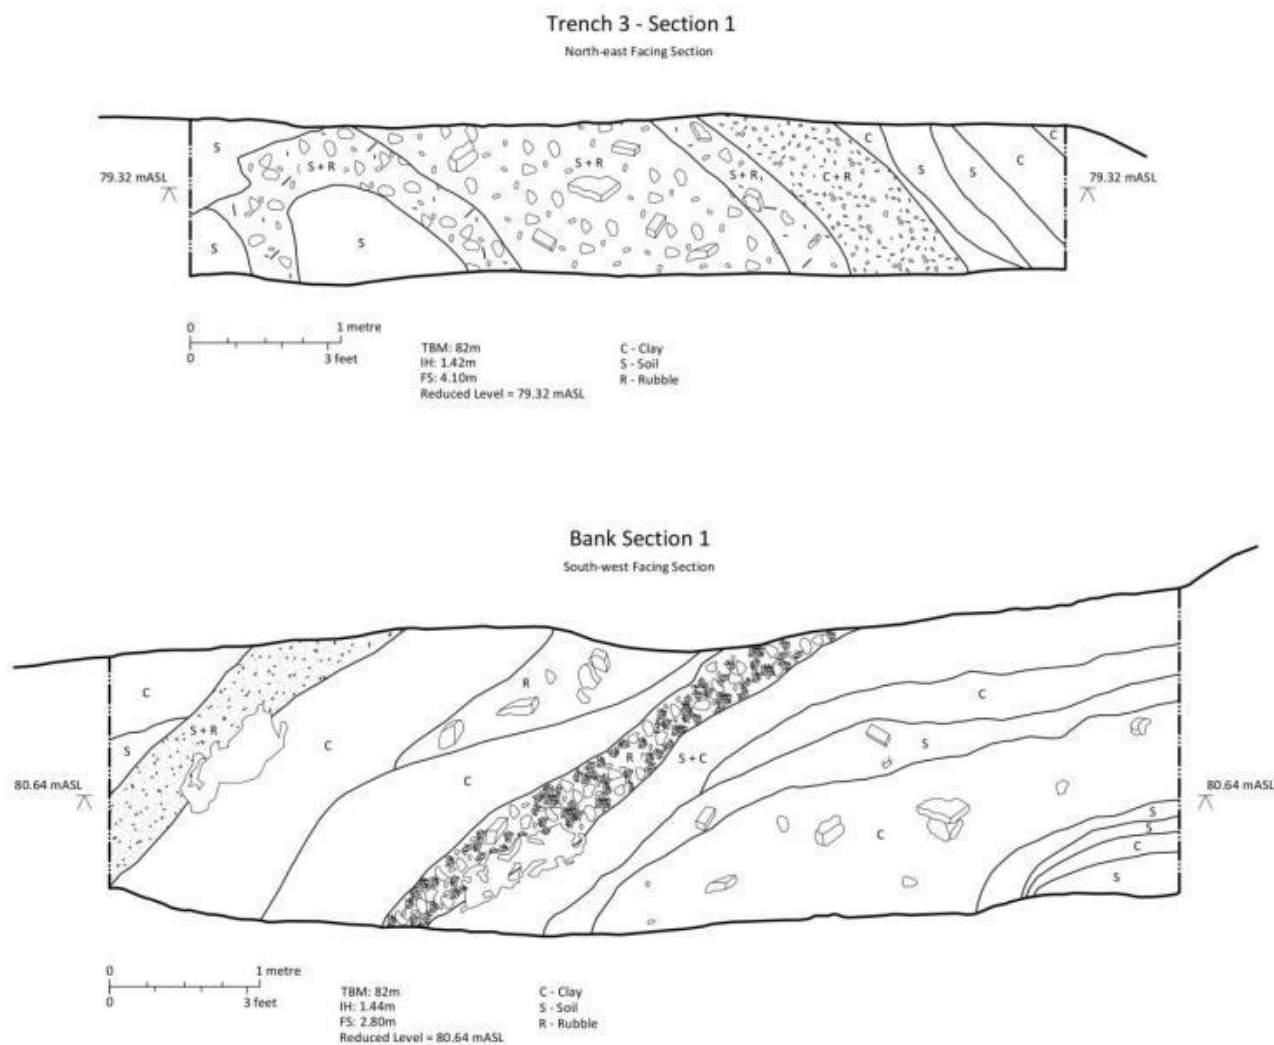 Trench 3 - Section 1
North-east Facing Section
C
C
S
S + R
S + R
S + R,
C + R
S
S
C
79.32 mASL
79.32 mASL
S
S
0 1 metre
0 3 feet
TBM: 82m
IH: 1.42m
FS: 4.10m
Reduced Level = 79.32 mASL
C - Clay
S - Soil
R - Rubble
Bank Section 1
South-west Facing Section
C
R
C
S + R
C
S
S
C
R
S + C
80.64 mASL
80.64 mASL
C
S
S
C
S
0 1 metre
0 3 feet
TBM: 82m
IH: 1.44m
FS: 2.80m
Reduced Level = 80.64 mASL
C - Clay
S - Soil
R - Rubble